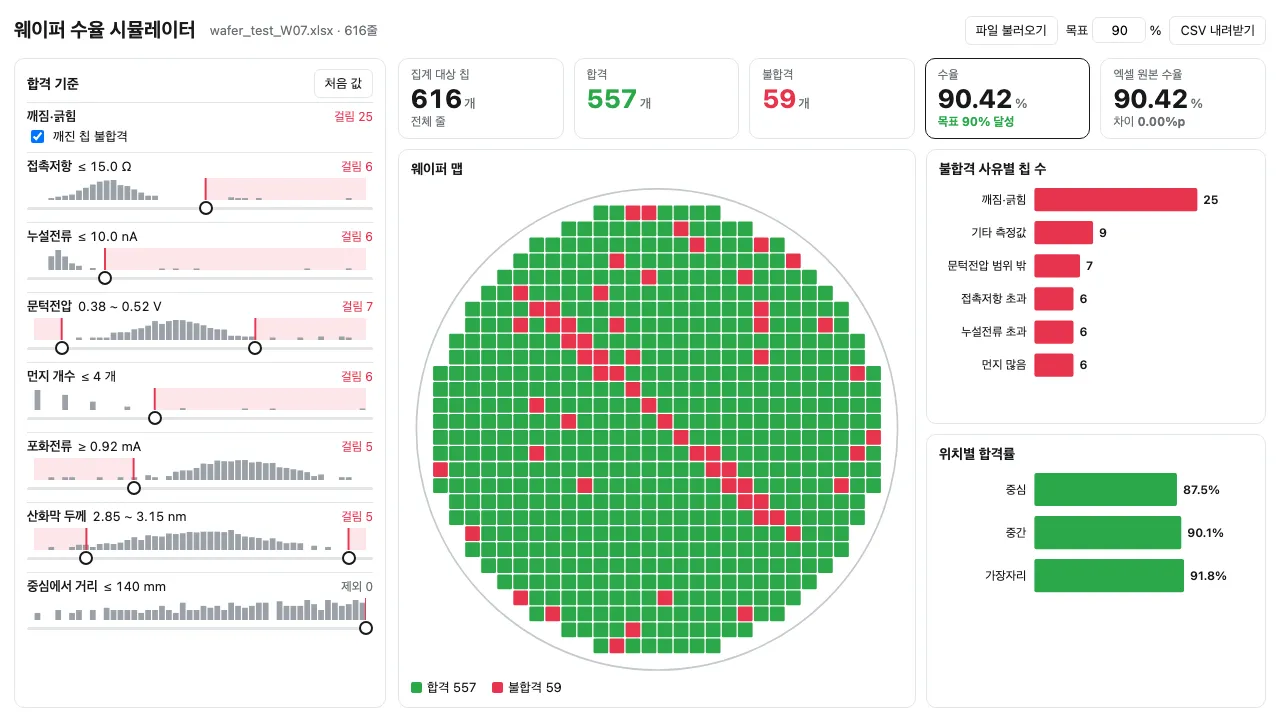 웨이퍼 수율 시뮬레이터 wafer_test_W07.xlsx · 616줄
파일 불러오기 목표 90 % CSV 내려받기
합격 기준 처음 값
깨짐·긁힘 걸림 25
깨진 칩 불합격
접촉저항 ≤ 15.0 Ω 걸림 6
누설전류 ≤ 10.0 nA 걸림 6
문턱전압 0.38 ~ 0.52 V 걸림 7
먼지 개수 ≤ 4 개 걸림 6
포화전류 ≥ 0.92 mA 걸림 5
산화막 두께 2.85 ~ 3.15 nm 걸림 5
중심에서 거리 ≤ 140 mm 제외 0
집계 대상 칩
616 개
전체 줄
합격
557 개
불합격
59 개
수율
90.42 %
목표 90% 달성
엑셀 원본 수율
90.42 %
차이 0.00%p
웨이퍼 맵
합격 557 불합격 59
불합격 사유별 칩 수
깨짐·긁힘 25
기타 측정값 9
문턱전압 범위 밖 7
접촉저항 초과 6
누설전류 초과 6
먼지 많음 6
위치별 합격률
중심 87.5%
중간 90.1%
가장자리 91.8%